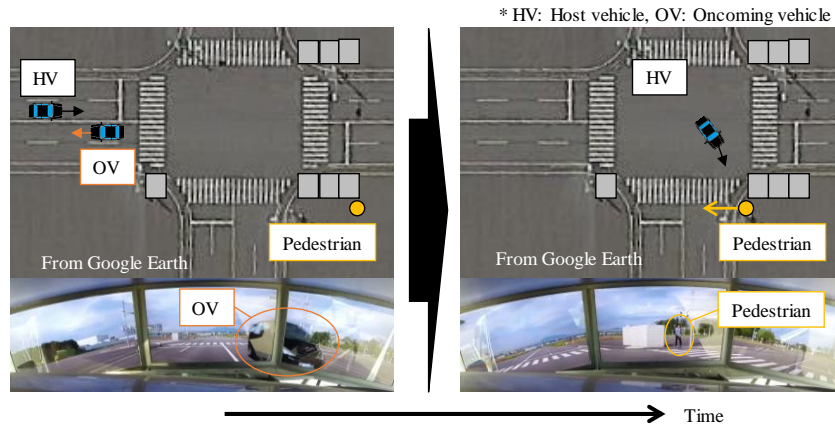 * HV: Host vehicle, OV: Oncoming vehicle
HV
OV
Pedestrian
From Google Earth
OV
HV
Pedestrian
From Google Earth
Pedestrian
Time